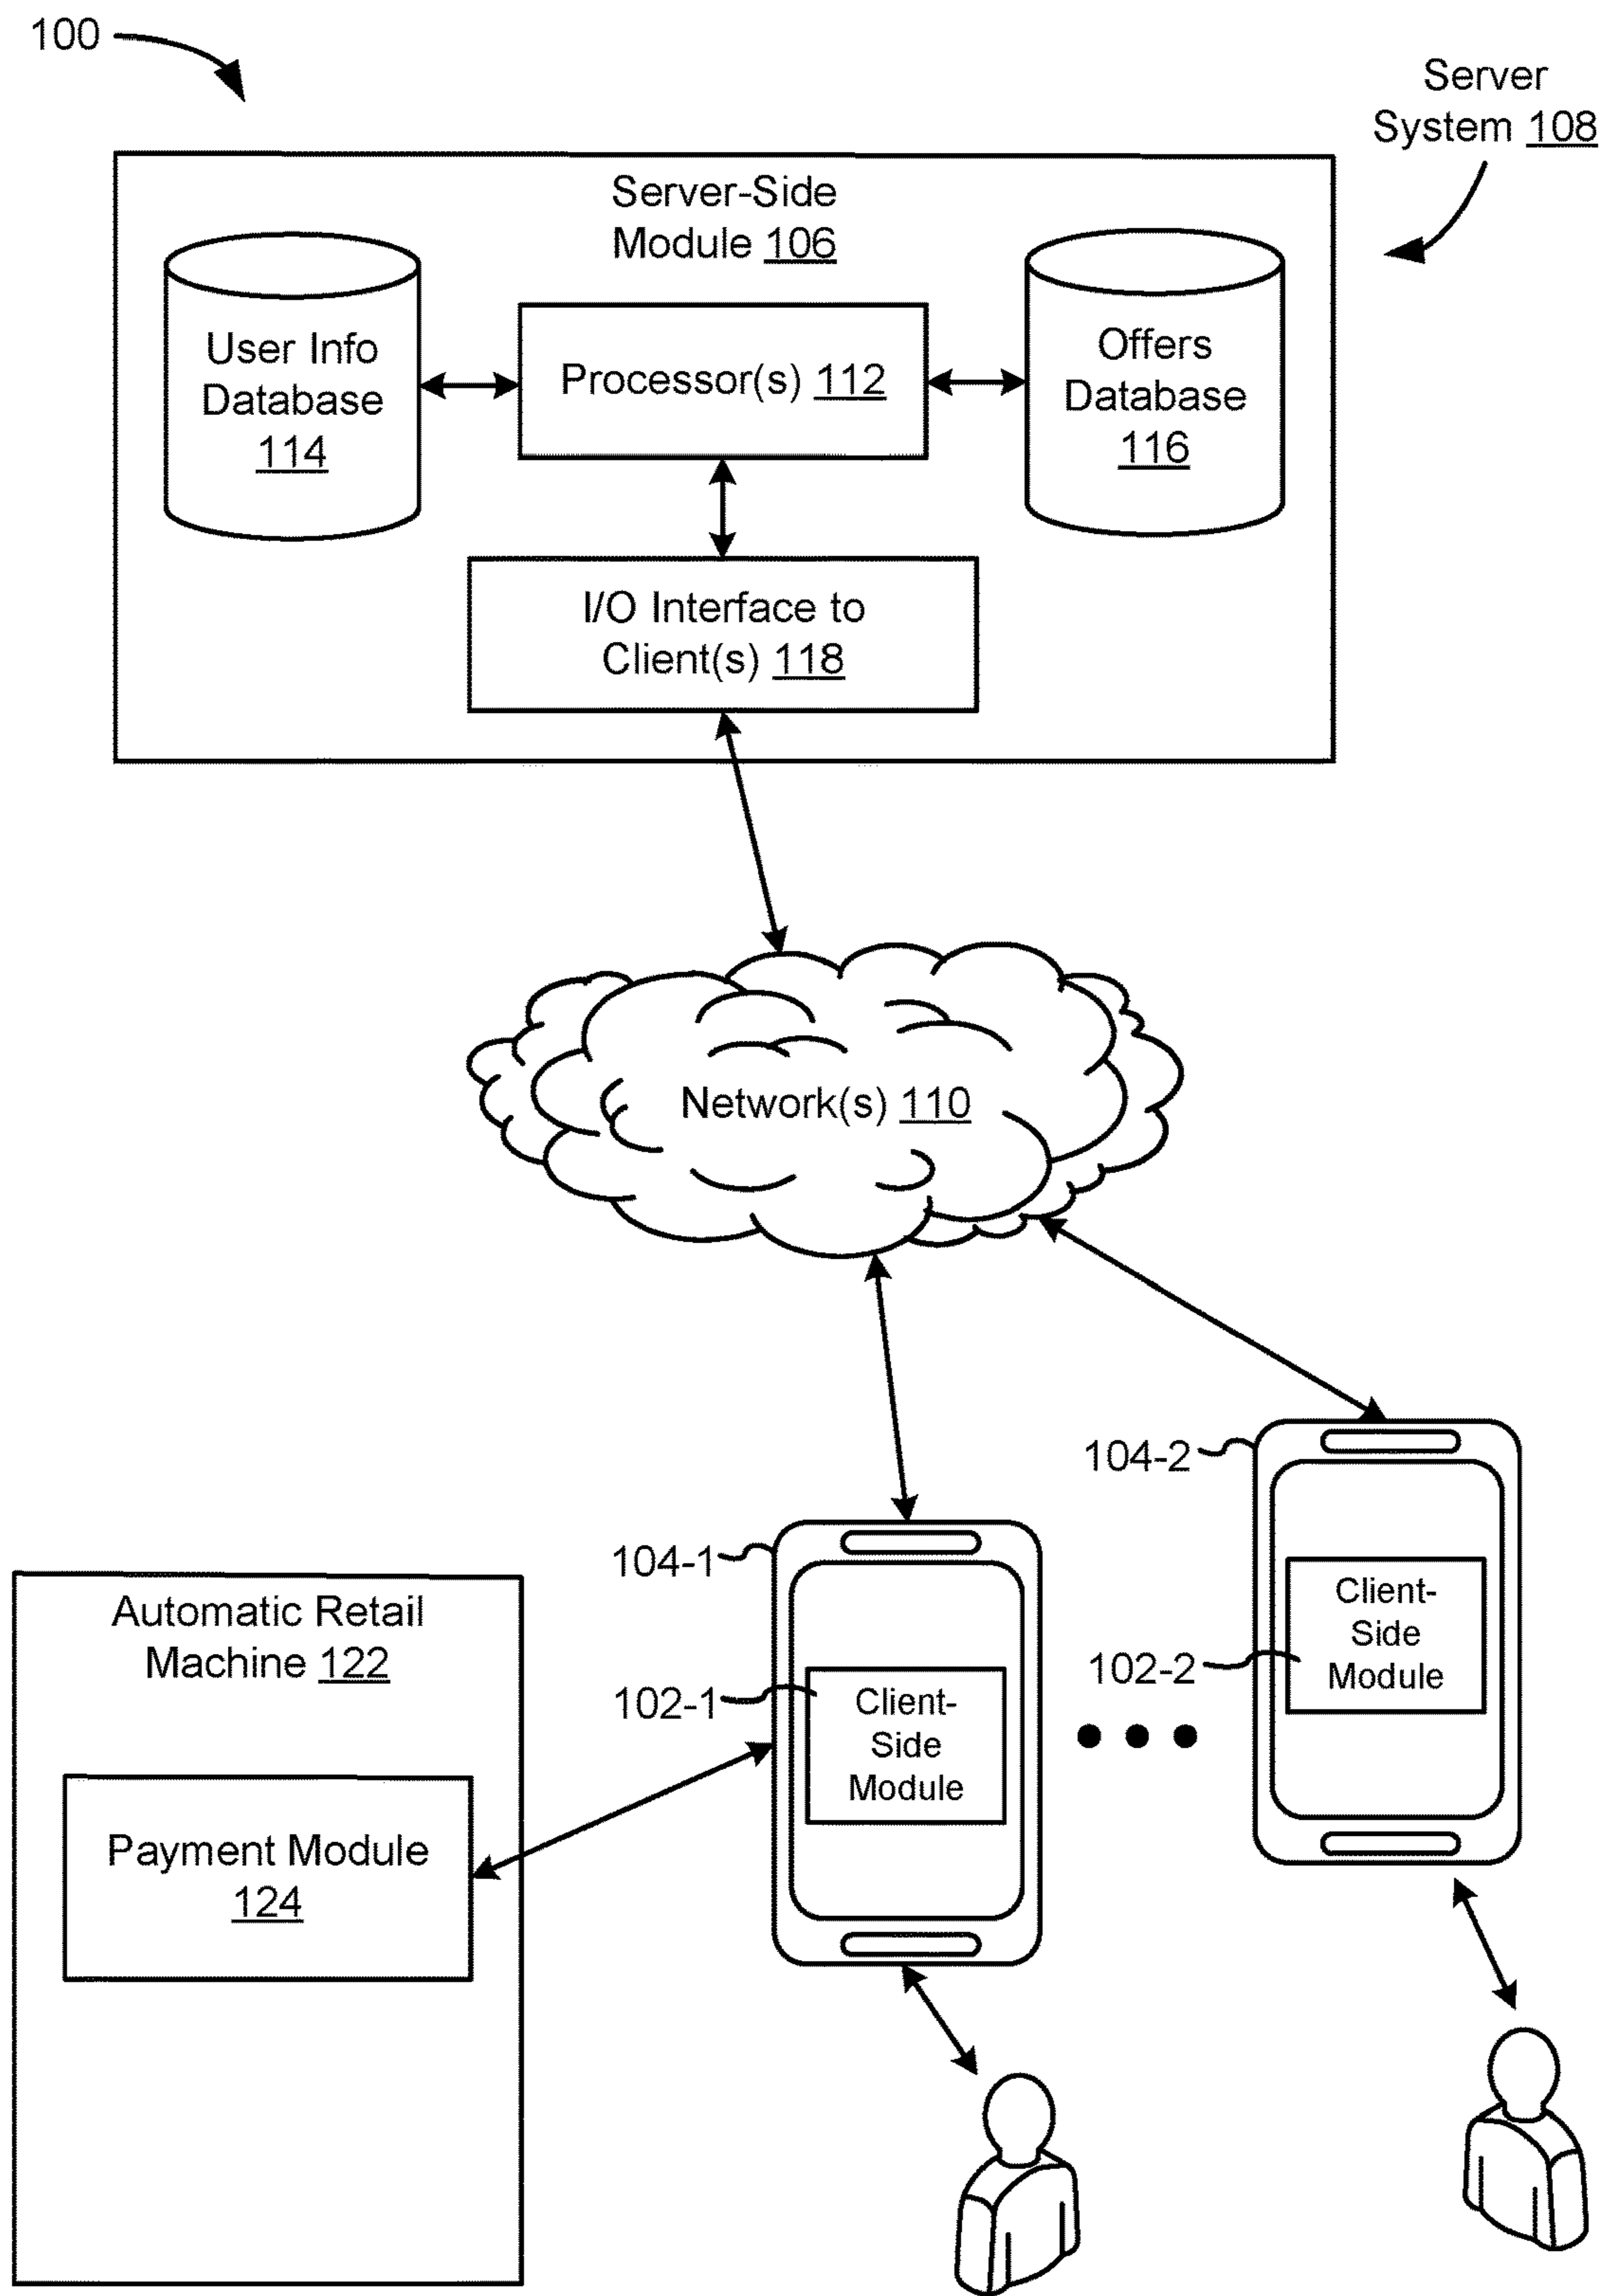 100
Server
System 108
Server-Side
Module 106
User Info
Database
114
Processor(s) 112
Offers
Database
116
I/O Interface to
Client(s) 118
Network(s) 110
104-2
Client-
Side
Module
102-2
104-1
Client-
Side
Module
102-1
Automatic Retail
Machine 122
Payment Module
124